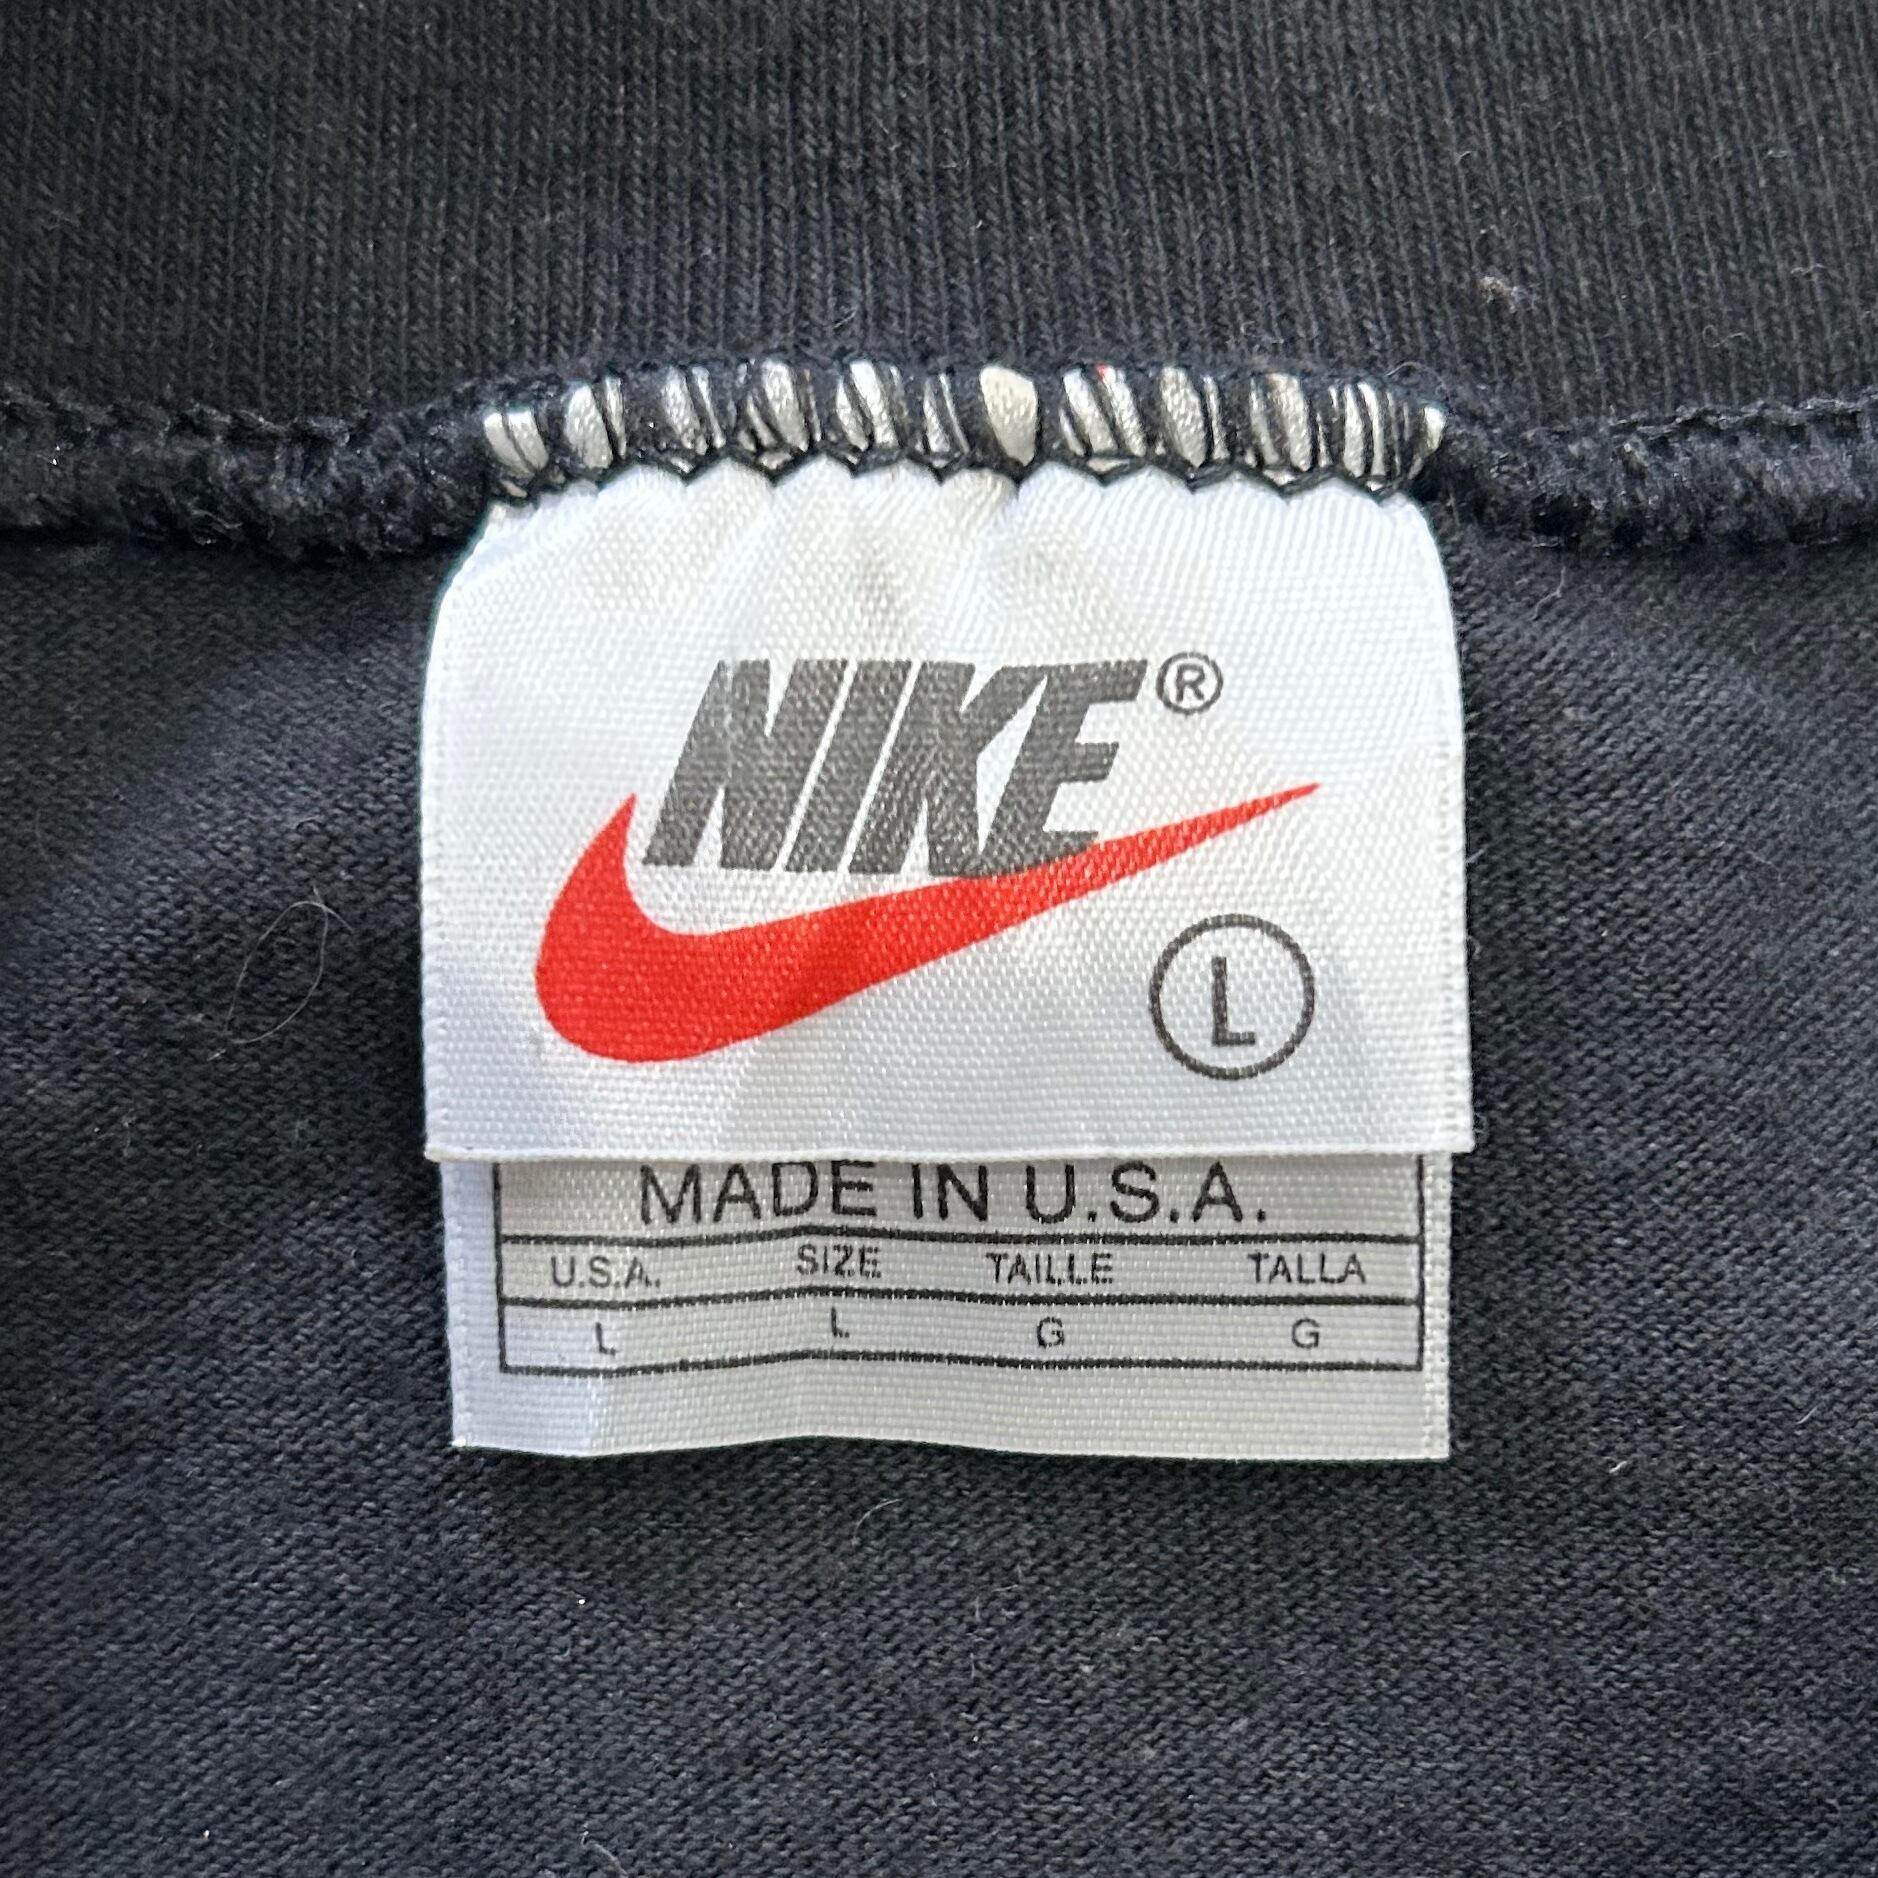 NIKE®
L
MADE IN U.S.A.
U.S.A. SIZE TAILLE TALLA
L L G G